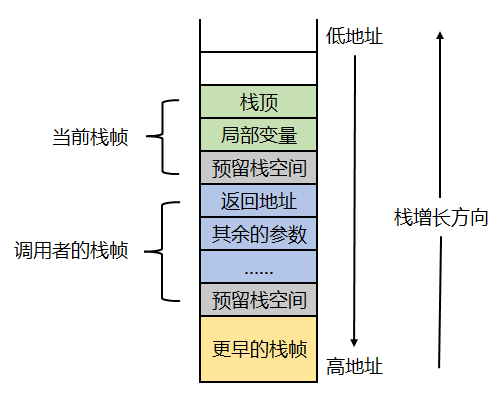 低地址
栈顶
当前栈帧
局部变量
预留栈空间
返回地址
栈增长方向
其余的参数
调用者的栈帧
......
预留栈空间
更早的栈帧
高地址